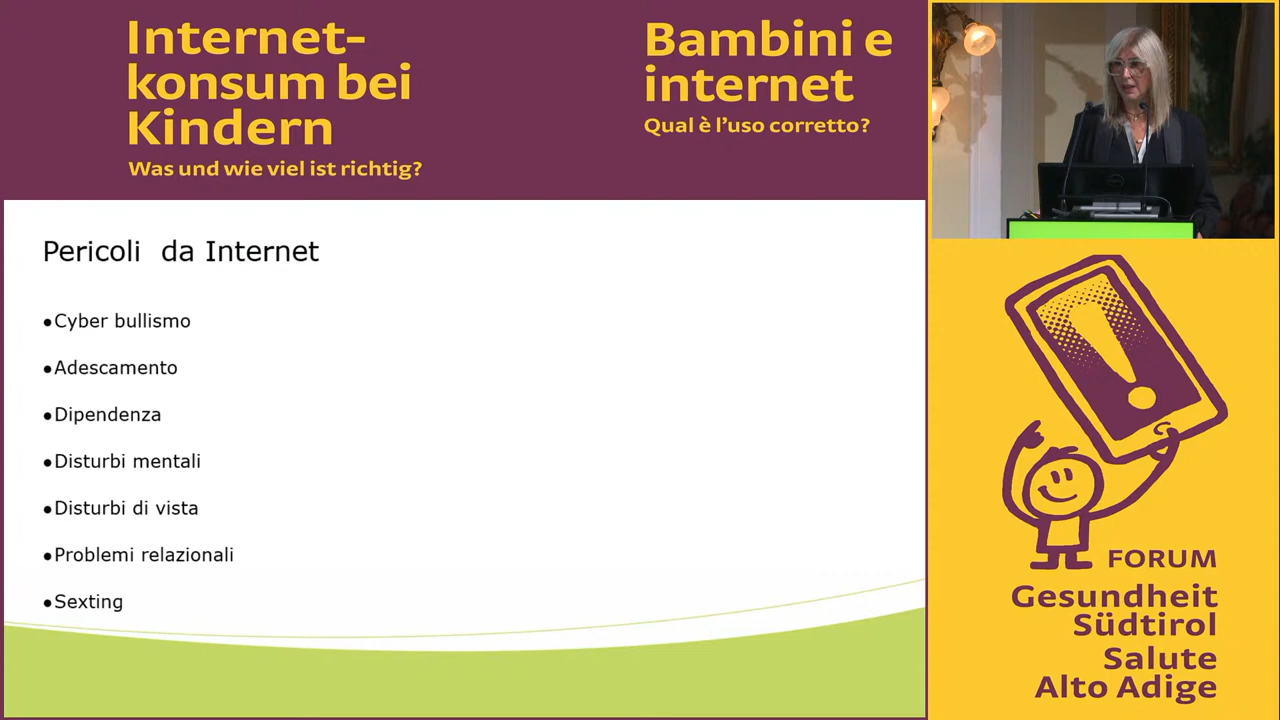 Internet-
konsum bei
Kindern
Was und wie viel ist richtig?
Bambini e
internet
Qual è l'uso corretto?
Pericoli da Internet
•Cyber bullismo
•Adescamento
•Dipendenza
•Disturbi mentali
•Disturbi di vista
•Problemi relazionali
•Sexting
FORUM
Gesundheit
Südtirol
Salute
Alto Adige